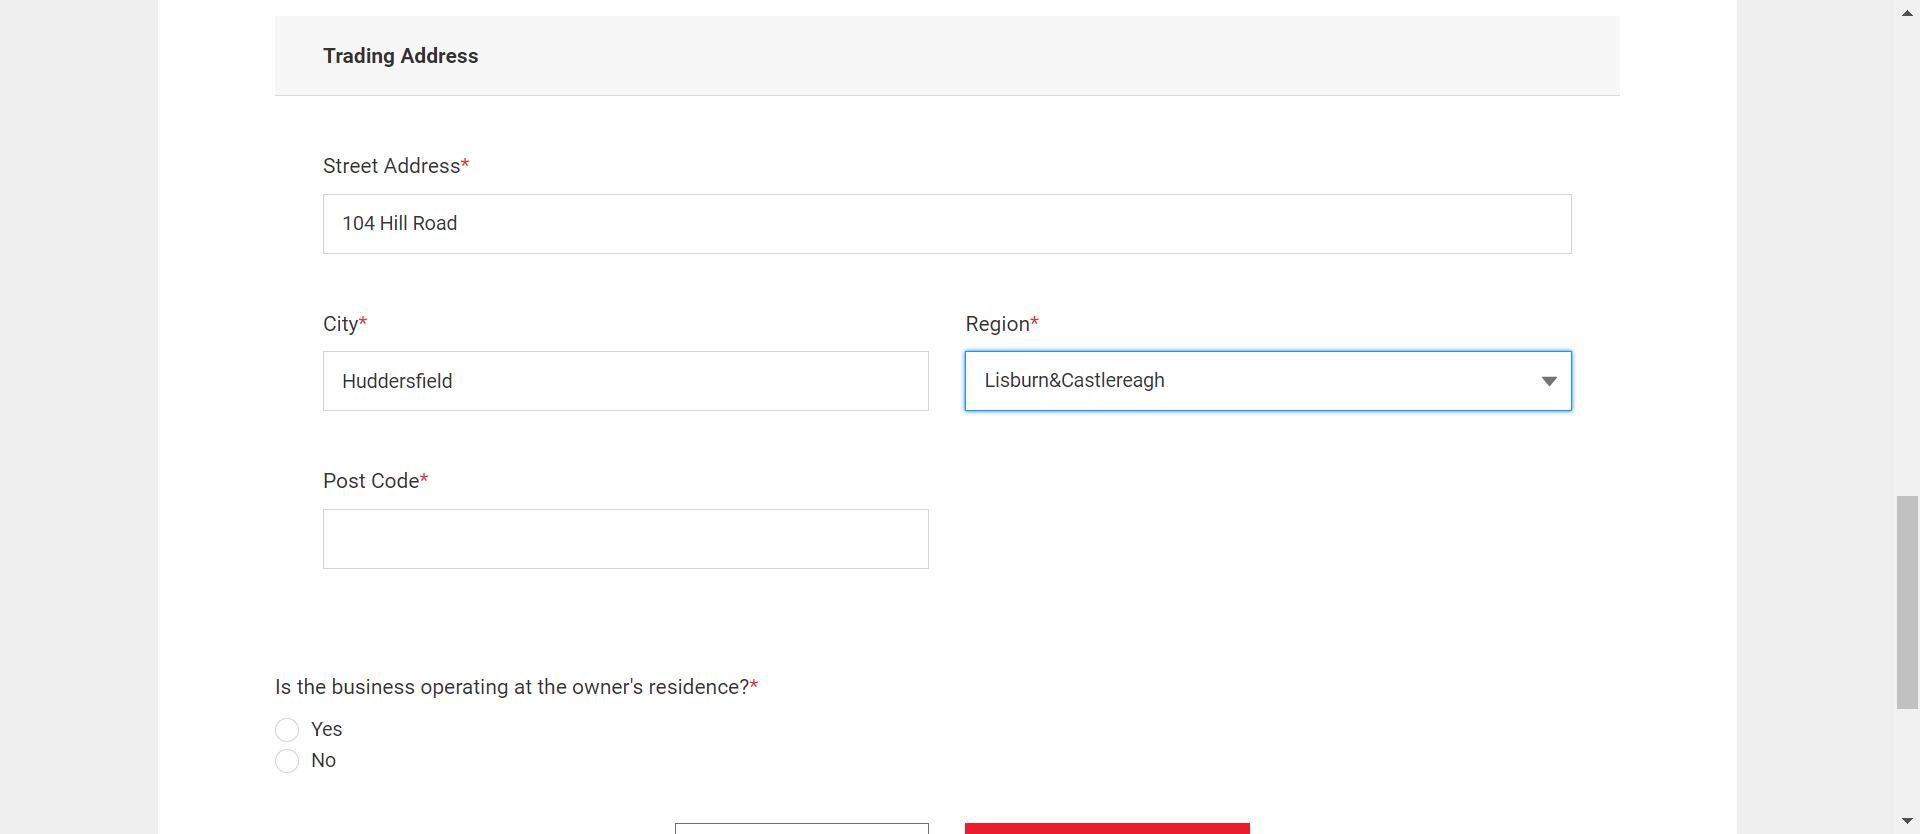 Trading Address
Street Address*
104 Hill Road
City*
Region*
Huddersfield
Lisburn&Castlereagh
Post Code*
Is the business operating at the owner's residence?*
Yes
No